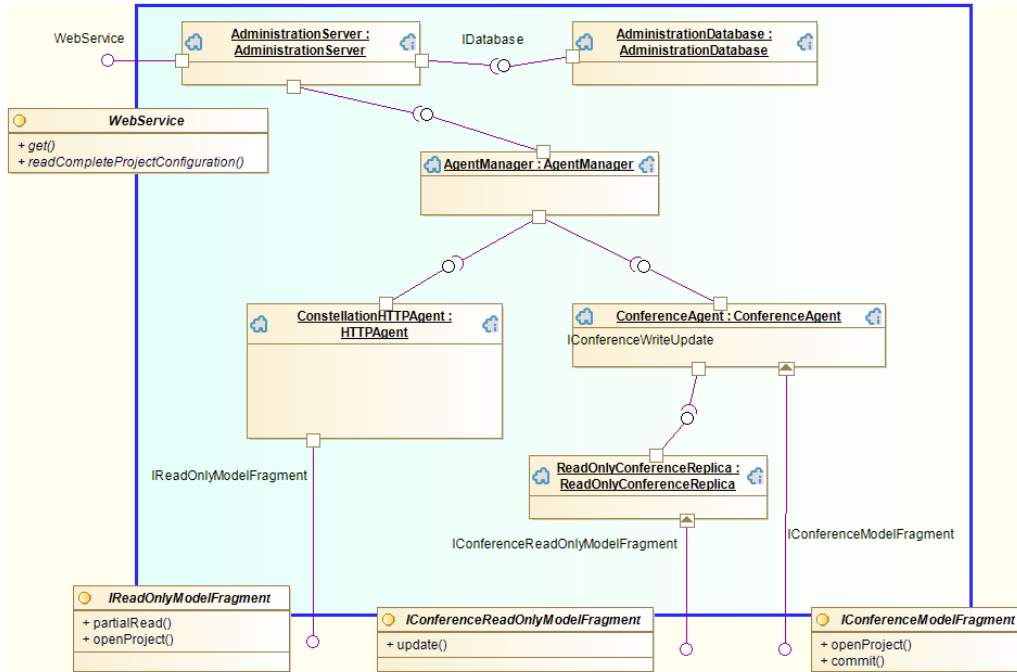 WebService
AdministrationServer :
AdministrationServer
IDatabase
AdministrationDatabase :
AdministrationDatabase
WebService
+ get()
+ readCompleteProjectConfiguration()
AgentManager : AgentManager
ConstellationHTTPAgent :
HTTPAgent
ConferenceAgent : ConferenceAgent
IConferenceWriteUpdate
IReadOnlyModelFragment
ReadOnlyConferenceReplica :
ReadOnlyConferenceReplica
IConferenceReadOnlyModelFragment
IConferenceModelFragment
IReadOnlyModelFragment
+ partialRead()
+ openProject()
IConferenceReadOnlyModelFragment
+ update()
IConferenceModelFragment
+ openProject()
+ commit()